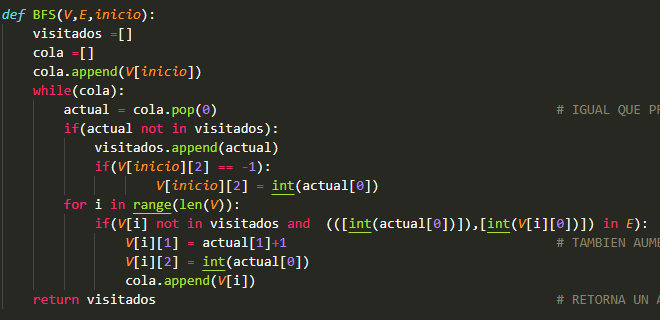 def BFS(V,E,inicio):
visitados =[]
cola =[]
cola.append(V[inicio])
while(cola):
actual = cola.pop(0) # IGUAL QUE
if(actual not in visitados):
visitados.append(actual)
if(V[inicio][2] == -1):
V[inicio][2] = int(actual[0])
for i in range(len(V)):
if(V[i] not in visitados and (([int(actual[0])]),[int(V[i][0])]) in E):
V[i][1] = actual[1]+1 # TAMBIEN
V[i][2] = int(actual[0])
cola.append(V[i])
return visitados # RETORNA UN